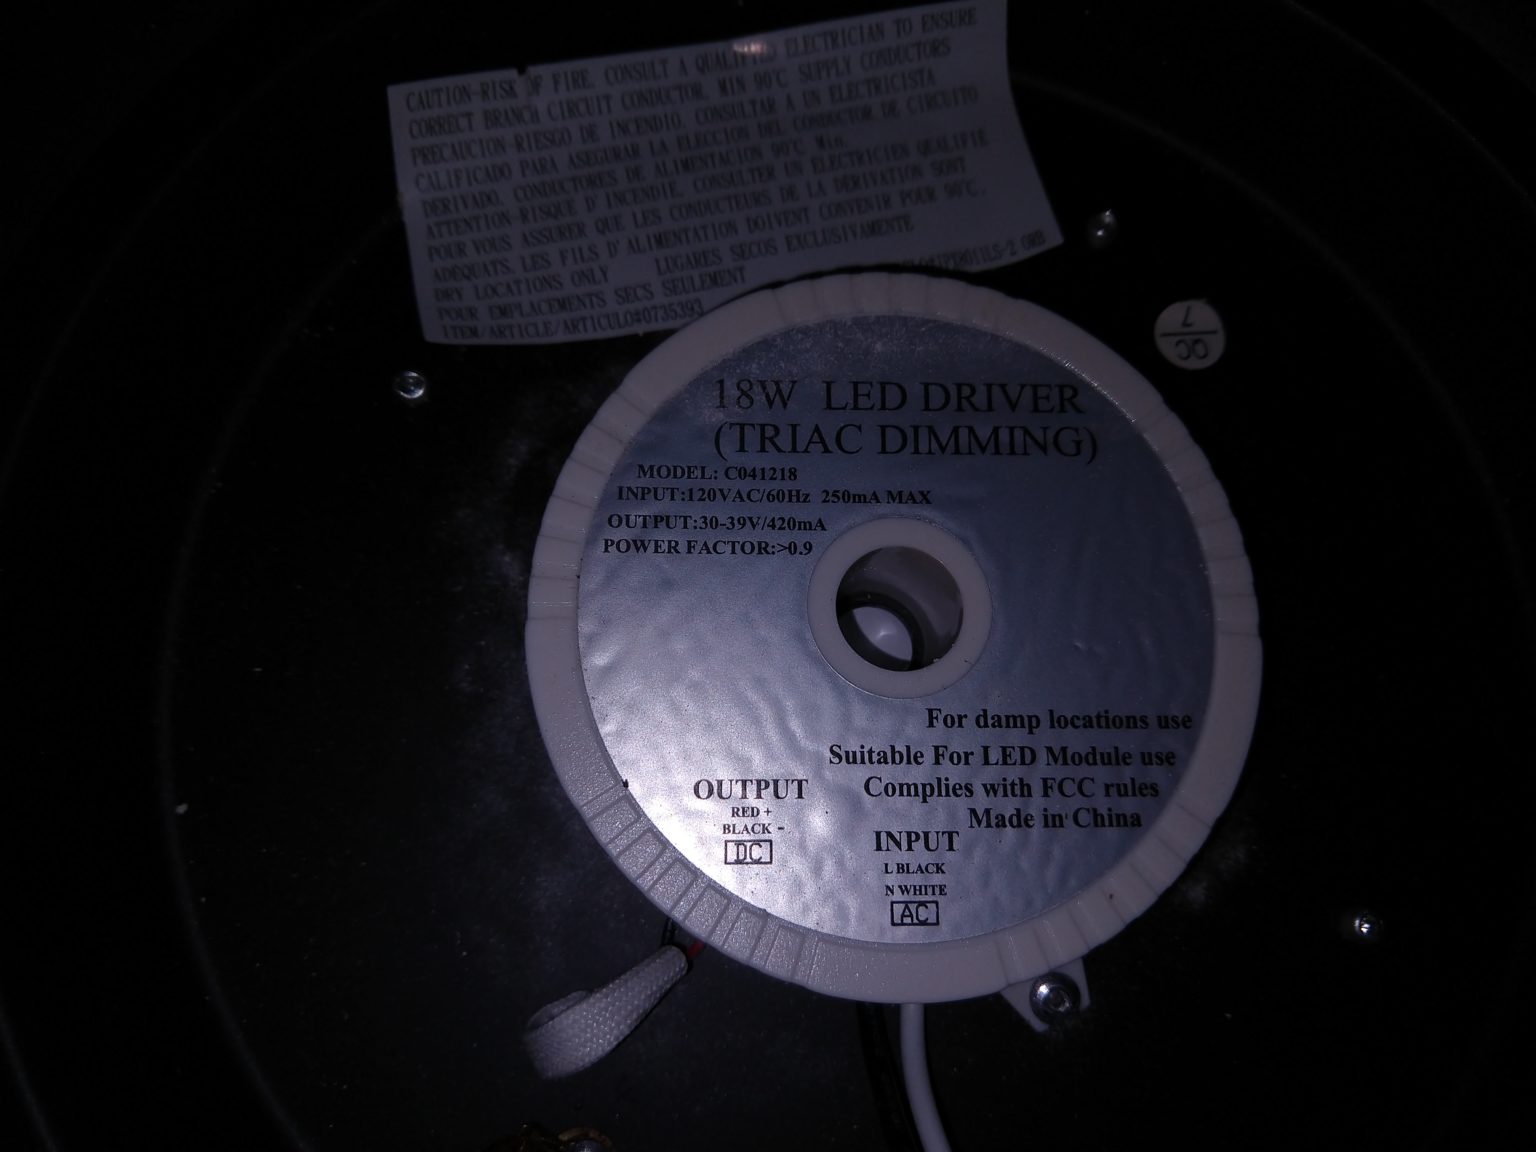 CAUTION-RISK OF FIRE. CONSULT A QUALIFIED ELECTRICIAN TO ENSURE
CORRECT BRANCH CIRCUIT CONDUCTOR. MIN 90°C SUPPLY CONDUCTORS
PRECAUCION-RIESGO DE INCENDIO. CONSULTAR A UN ELECTRICISTA
CALIFICADO PARA ASEGURAR LA ELECCION DEL CONDUCTOR DE CIRCUITO
DERIVADO. CONDUCTORES DE ALIMENTACION 90°C Min.
ATTENTION-RISQUE D' INCENDIE. CONSULTER UN ELECTRICIEN QUALIFIÉ
POUR VOUS ASSURER QUE LES CONDUCTEURS DE LA DERIVATION SONT
ADEQUATS. LES FILS D' ALIMENTATION DOIVENT CONVENIR POUR 90°C.
DRY LOCATIONS ONLY LUGARES SECOS EXCLUSIVAMENTE
POUR EMPLACEMENTS SECS SEULEMENT
ITEM/ARTICLE/ARTICULO#0735393
QC
7
18W LED DRIVER
(TRIAC DIMMING)
MODEL: C041218
INPUT:120VAC/60Hz 250mA MAX
OUTPUT:30-39V/420mA
POWER FACTOR:>0.9
For damp locations use
Suitable For LED Module use
Complies with FCC rules
Made in China
OUTPUT
RED +
BLACK -
DC
INPUT
L BLACK
N WHITE
AC